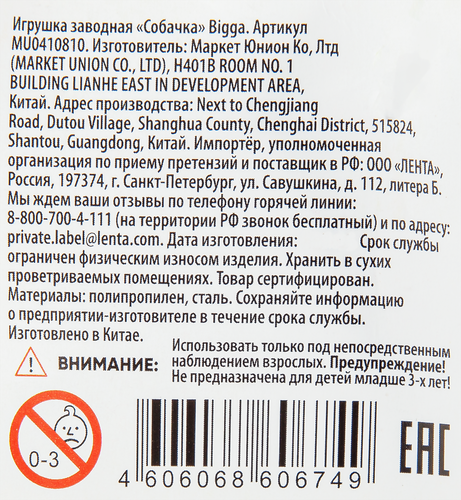 Игрушка заводная «Собачка» Bigga. Артикул
MU0410810. Изготовитель: Маркет Юнион Ко, Лтд
(MARKET UNION CO., LTD), H401B ROOM NO. 1
BUILDING LIANHE EAST IN DEVELOPMENT AREA,
Китай. Адрес производства: Next to Chengjiang
Road, Dutou Village, Shanghua County, Chenghai District, 515824,
Shantou, Guangdong, Китай. Импортёр, уполномоченная
организация по приему претензий и поставщик в РФ: ООО «ЛЕНТА»,
Россия, 197374, г. Санкт-Петербург, ул. Савушкина, д. 112, литера Б.
Мы ждем ваши отзывы по телефону горячей линии:
8-800-700-4-111 (на территории РФ звонок бесплатный) и по адресу:
private.label@lenta.com. Дата изготовления: Срок службы
ограничен физическим износом изделия. Хранить в сухих
проветриваемых помещениях. Товар сертифицирован.
Материалы: полипропилен, сталь. Сохраняйте информацию
о предприятии-изготовителе в течение срока службы.
Изготовлено в Китае.
ВНИМАНИЕ:
Использовать только под непосредственным
наблюдением взрослых. Предупреждение!
Не предназначена для детей младше 3-х лет!
0-3
4 606068 606749
EAC